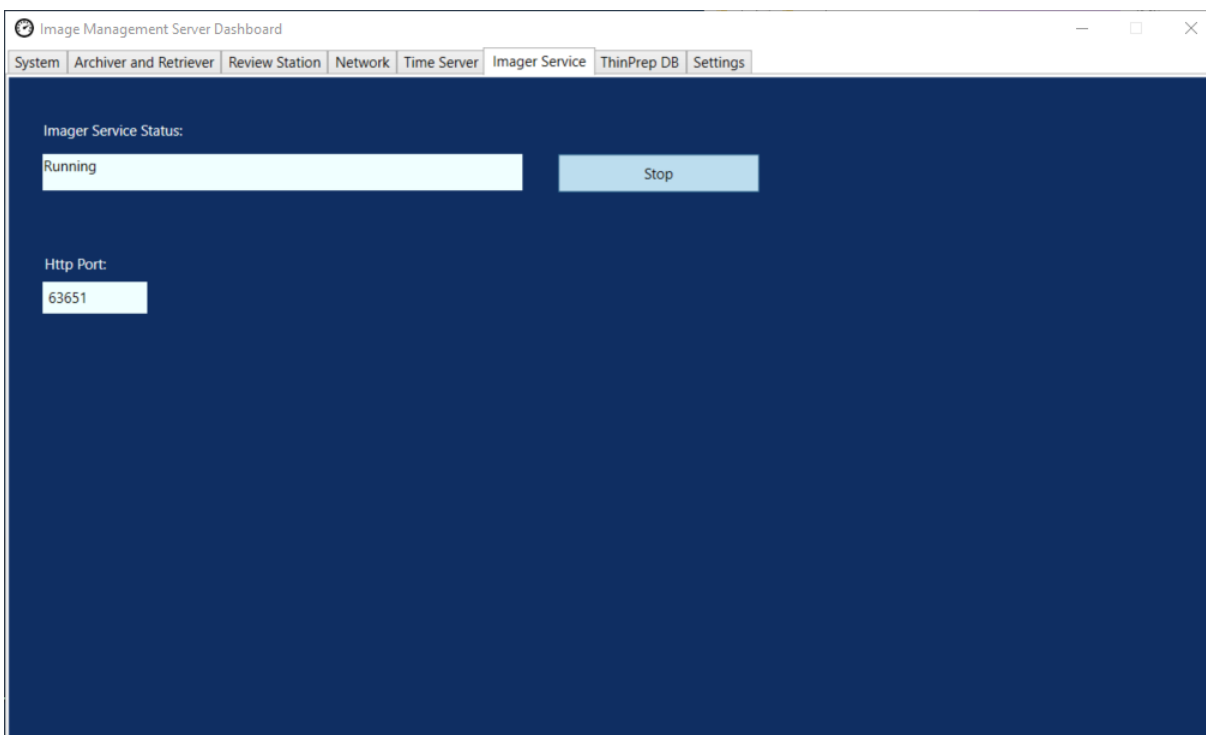 Image Management Server Dashboard
System Archiver and Retriever Review Station Network Time Server Imager Service ThinPrep DB Settings
Imager Service Status:
Running
Stop
Http Port:
63651